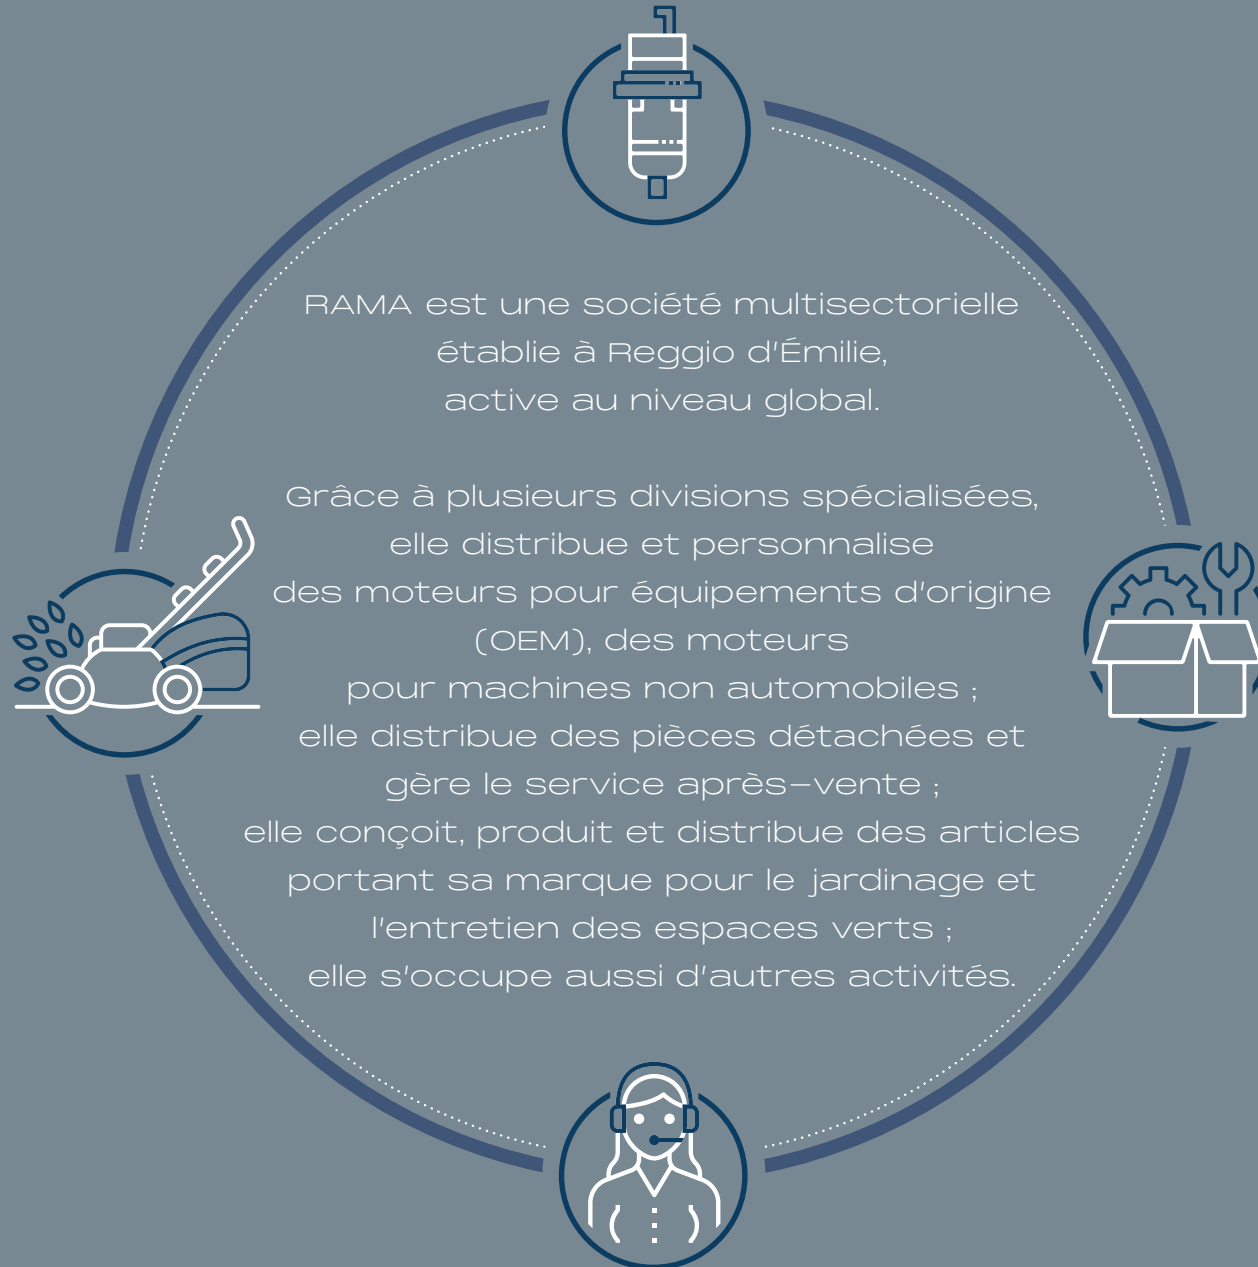 RAMA est une société multisectorielle
établie à Reggio d'Émilie,
active au niveau global.
Grâce à plusieurs divisions spécialisées,
elle distribue et personnalise
des moteurs pour équipements d'origine
(OEM), des moteurs
pour machines non automobiles ;
elle distribue des pièces détachées et
gère le service après-vente ;
elle conçoit, produit et distribue des articles
portant sa marque pour le jardinage et
l'entretien des espaces verts ;
elle s'occupe aussi d'autres activités.